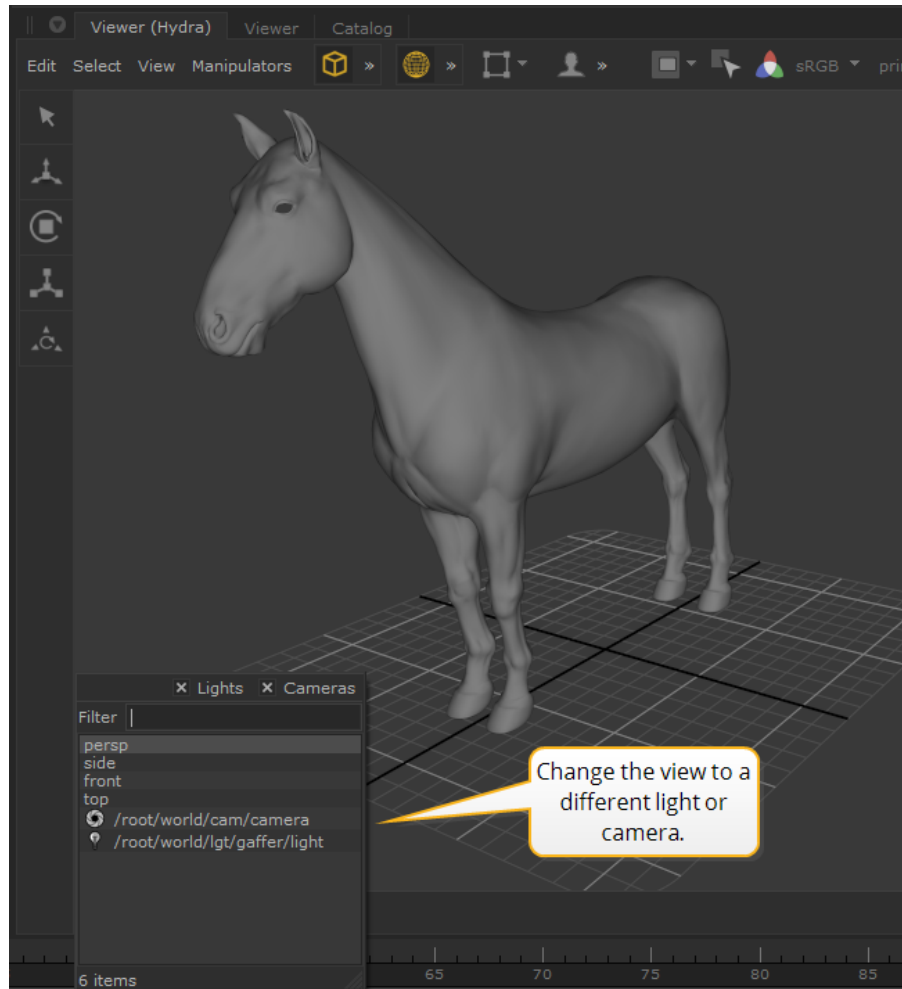 Viewer (Hydra) Viewer Catalog
Edit Select View Manipulators » » » sRGB
Lights Cameras
Filter
persp
side
front
top
/root/world/cam/camera
/root/world/lgt/gaffer/light
6 items
Change the view to a
different light or
camera.
65 70 75 80 85